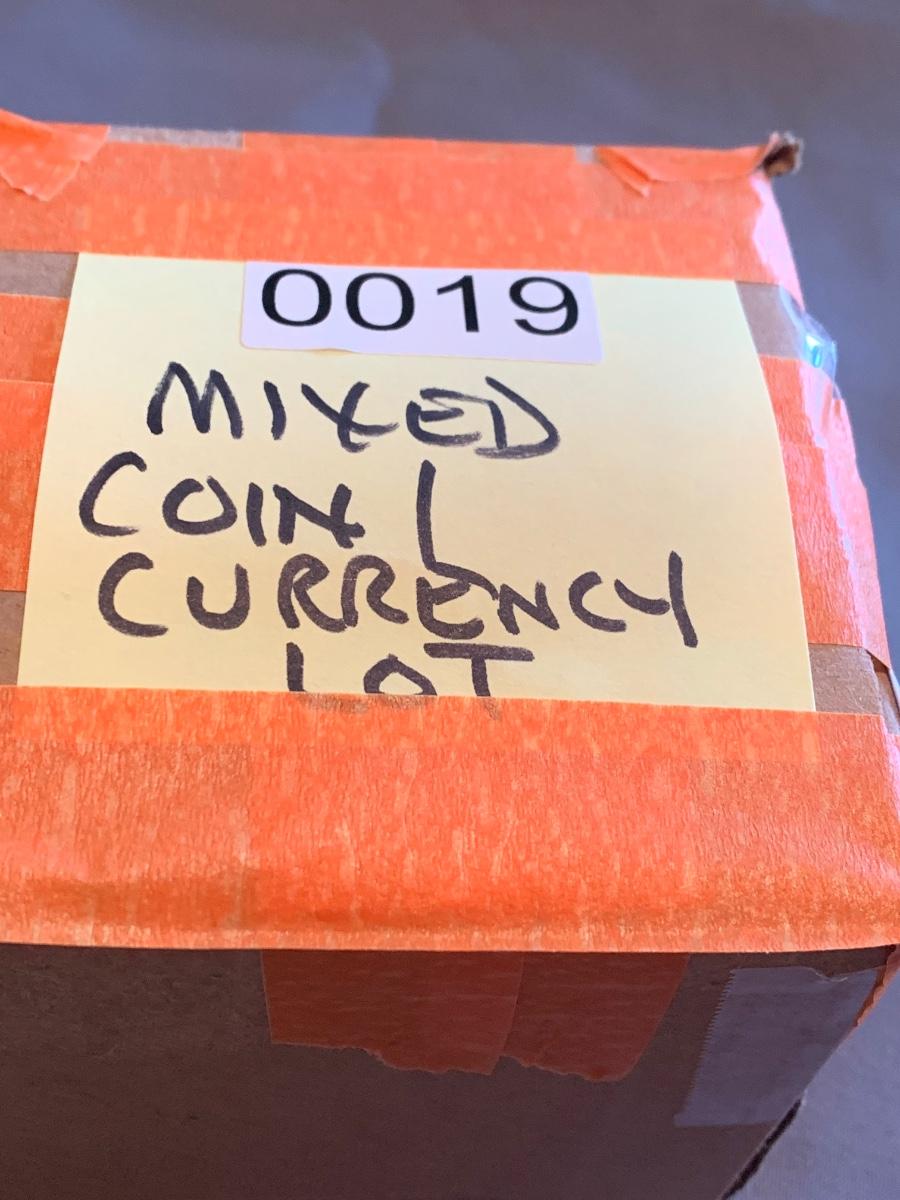 0019
MIXED
COIN /
CURRENCY
LOT